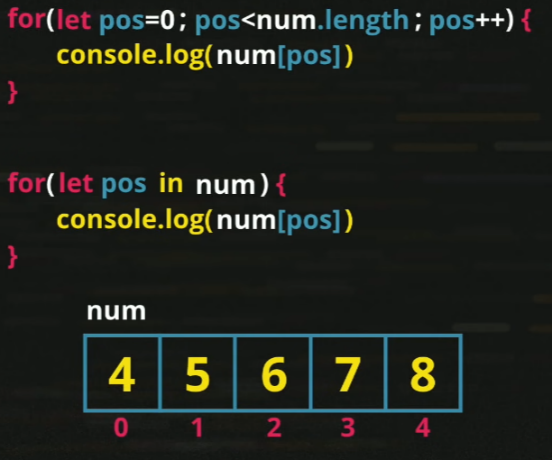 for(let pos=0; pos<num.length; pos++) {
console.log(num[pos])
}
for(let pos in num) {
console.log(num[pos])
}
num
4 5 6 7 8
0 1 2 3 4